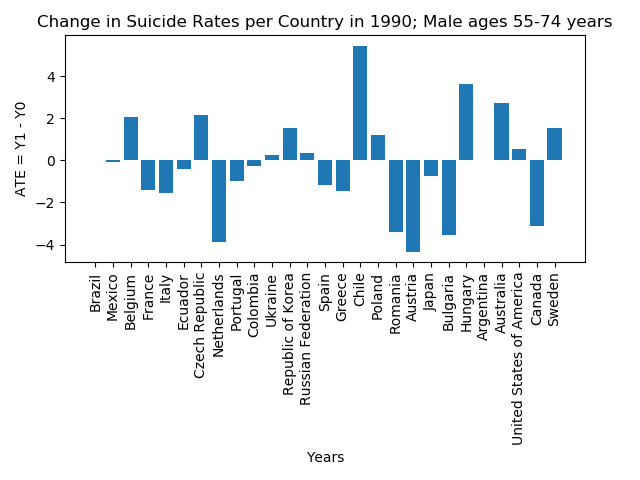 Change in Suicide Rates per Country in 1990; Male ages 55-74 years
ATE = Y1 - Y0
4
2
0
−2
−4
Brazil
Mexico
Belgium
France
Italy
Ecuador
Czech Republic
Netherlands
Portugal
Colombia
Ukraine
Republic of Korea
Russian Federation
Spain
Greece
Chile
Poland
Romania
Austria
Japan
Bulgaria
Hungary
Argentina
Australia
United States of America
Canada
Sweden
Years